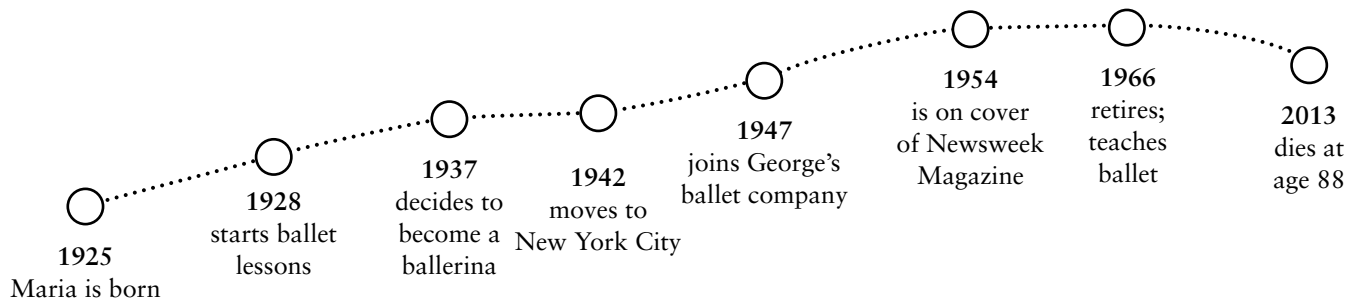 1925
Maria is born
1928
starts ballet
lessons
1937
decides to
become a
ballerina
1942
moves to
New York City
1947
joins George’s
ballet company
1954
is on cover
of Newsweek
Magazine
1966
retires;
teaches
ballet
2013
dies at
age 88